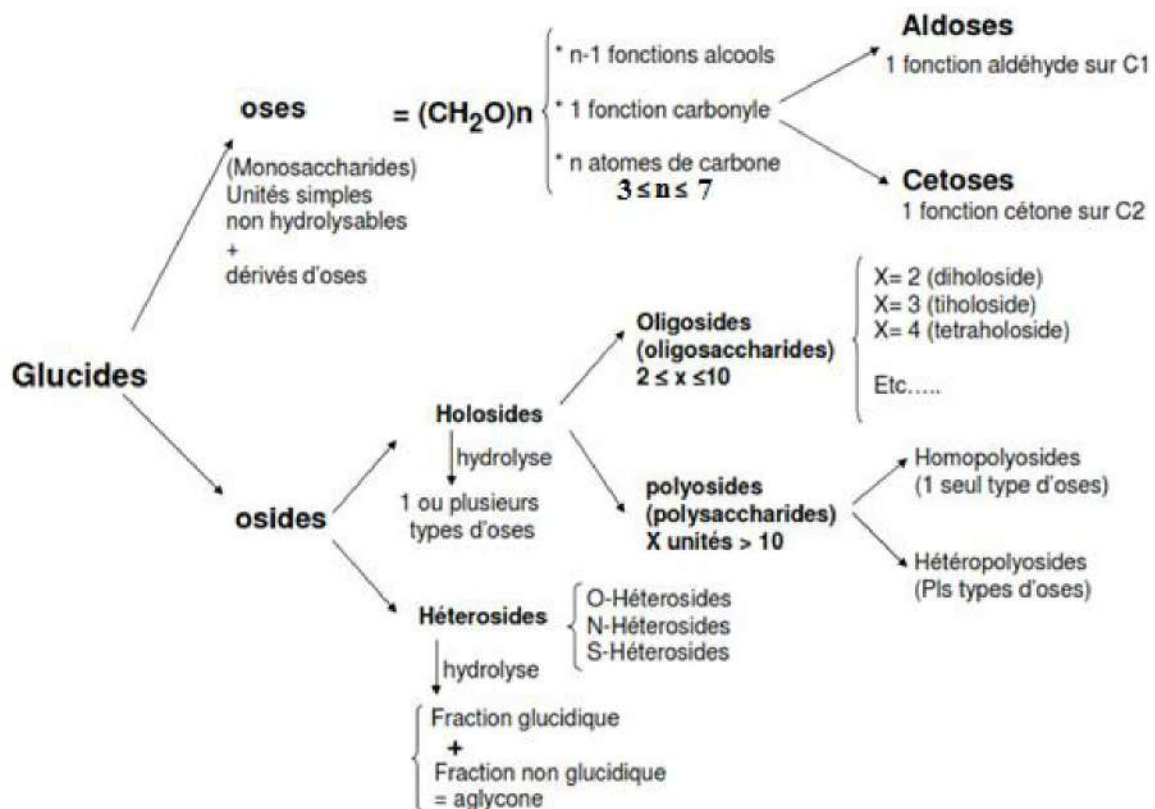 Glucides
oses
(Monosaccharides)
Unités simples
non hydrolysables
+
dérivés d'oses
= (CH2O)n
* n-1 fonctions alcools
* 1 fonction carbonyle
* n atomes de carbone
3 ≤ n ≤ 7
Aldoses
1 fonction aldéhyde sur C1
Cetoses
1 fonction cétone sur C2
osides
Holosides
hydrolyse
1 ou plusieurs
types d'oses
Oligosides
(oligosaccharides)
2 ≤ x ≤10
X= 2 (diholoside)
X= 3 (tiholoside)
X= 4 (tetraholoside)
Etc.....
polyosides
(polysaccharides)
X unités > 10
Homopolyosides
(1 seul type d'oses)
Hétéropolyosides
(Pls types d'oses)
Héterosides
O-Héterosides
N-Héterosides
S-Héterosides
hydrolyse
Fraction glucidique
+
Fraction non glucidique
= aglycone